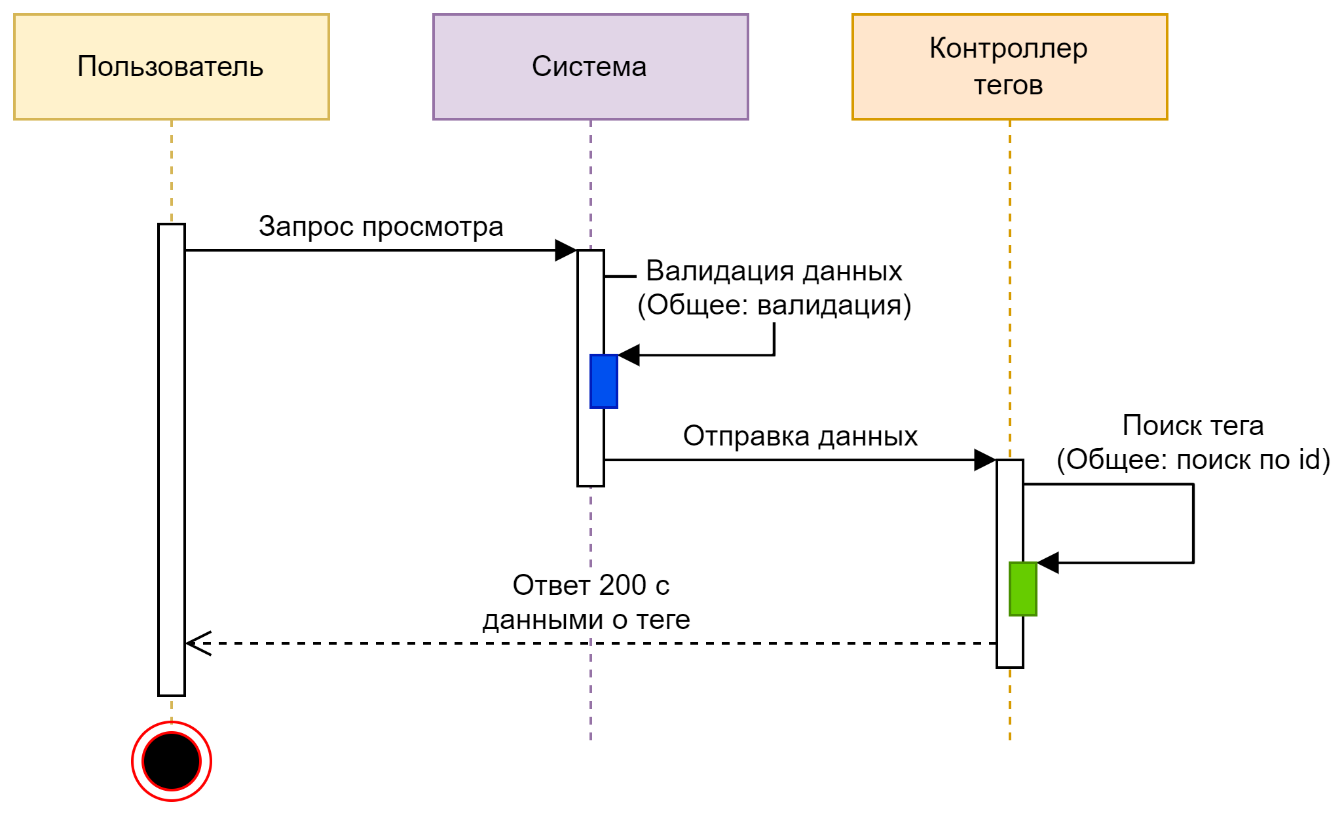 Пользователь
Система
Контроллер
тегов
Запрос просмотра
Валидация данных
(Общее: валидация)
Отправка данных
Поиск тега
(Общее: поиск по id)
Ответ 200 с
данными о теге